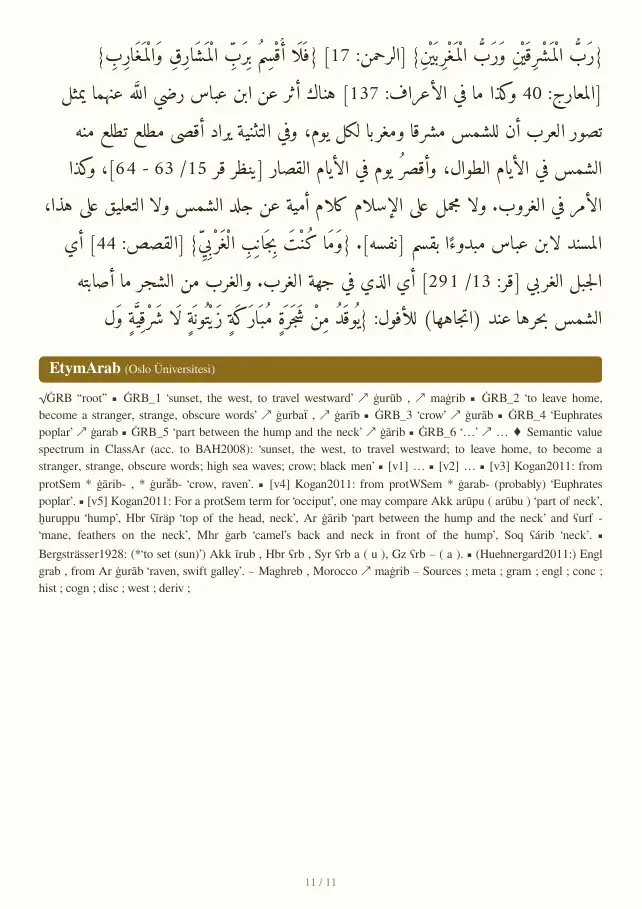 {رَبُّ الْمَشْرِقَيْنِ وَرَبُّ الْمَغْرِبَيْنِ} [الرحمن: 17] {فَلَا أُقْسِمُ بِرَبِّ الْمَشَارِقِ وَالْمَغَارِبِ}
[المعارج: 40 وكذا ما في الأعراف: 137] هناك أثر عن ابن عباس رضي الله عنهما يمثل
تصور العرب أن للشمس مشرقا ومغربا لكل يوم، وفي التثنية يراد أقصى مطلع تطلع منه
الشمس في الأيام الطوال، وأقصرُ يوم في الأيام القصار [ينظر قر 15/ 63 - 64]، وكذا
الأمر في الغروب. ولا مجمل على الإسلام كلام أمية عن جلد الشمس ولا التعليق على هذا،
المسند لابن عباس مبدوءًا بقسم [نفسه]. {وَمَا كُنْتَ بِجَانِبِ الْغَرْبِيِّ} [القصص: 44] أي
الجبل الغربي [قر: 13/ 291] أي الذي في جهة الغرب. والغرب من الشجر ما أصابته
الشمس بحرها عند (اتجاهها) للأفول: {يُوقَدُ مِنْ شَجَرَةٍ مُبَارَكَةٍ زَيْتُونَةٍ لَا شَرْقِيَّةٍ وَل
EtymArab (Oslo Üniversitesi)
√ĠRB “root” ▪ ĠRB_1 ‘sunset, the west, to travel westward’ ↗ ġurūb , ↗ maġrib ▪ ĠRB_2 ‘to leave home,
become a stranger, strange, obscure words’ ↗ ġurbaẗ , ↗ ġarīb ▪ ĠRB_3 ‘crow’ ↗ ġurāb ▪ ĠRB_4 ‘Euphrates
poplar’ ↗ ġarab ▪ ĠRB_5 ‘part between the hump and the neck’ ↗ ġārib ▪ ĠRB_6 ‘…’ ↗ … ♦ Semantic value
spectrum in ClassAr (acc. to BAH2008): ‘sunset, the west, to travel westward; to leave home, to become a
stranger, strange, obscure words; high sea waves; crow; black men’ ▪ [v1] … ▪ [v2] … ▪ [v3] Kogan2011: from
protSem * ġārib- , * ġurāb- ‘crow, raven’. ▪ [v4] Kogan2011: from protWSem * ġarab- (probably) ‘Euphrates
poplar’. ▪ [v5] Kogan2011: For a protSem term for ‘occiput’, one may compare Akk arūpu ( arūbu ) ‘part of neck’,
ḫuruppu ‘hump’, Hbr ʕīrāp ‘top of the head, neck’, Ar ġārib ‘part between the hump and the neck’ and ʕurf -
‘mane, feathers on the neck’, Mhr ġarb ‘camel’s back and neck in front of the hump’, Soq ʕárib ‘neck’. ▪
Bergsträsser1928: (*‘to set (sun)’) Akk īrub , Hbr ʕrb , Syr ʕrb a ( u ), Gz ʕrb – ( a ). ▪ (Huehnergard2011:) Engl
grab , from Ar ġurāb ‘raven, swift galley’. – Maghreb , Morocco ↗ maġrib – Sources ; meta ; gram ; engl ; conc ;
hist ; cogn ; disc ; west ; deriv ;
11 / 11